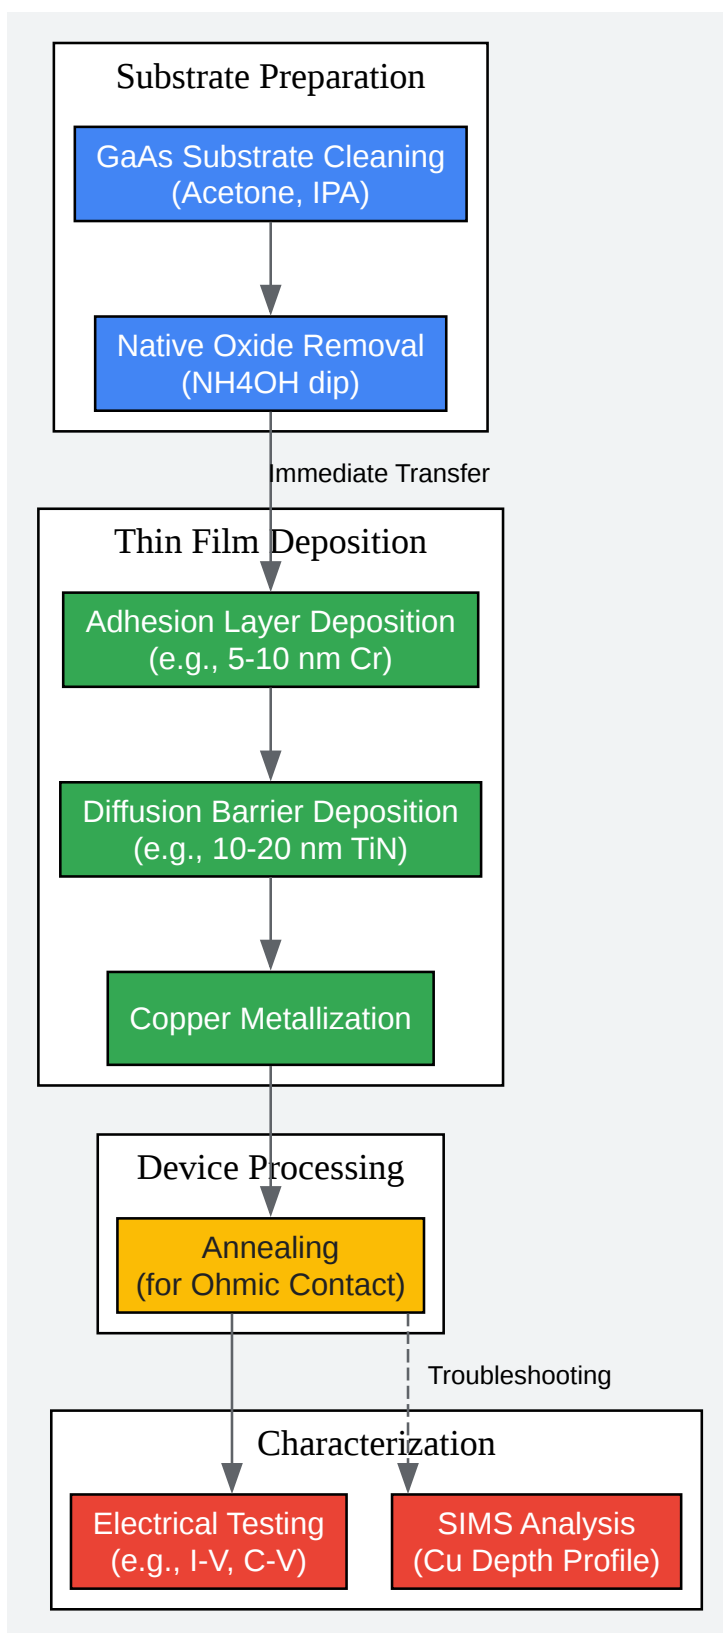 Substrate Preparation
GaAs Substrate Cleaning
(Acetone, IPA)
Native Oxide Removal
(NH4OH dip)
Immediate Transfer
Thin Film Deposition
Adhesion Layer Deposition
(e.g., 5-10 nm Cr)
Diffusion Barrier Deposition
(e.g., 10-20 nm TiN)
Copper Metallization
Device Processing
Annealing
(for Ohmic Contact)
Troubleshooting
Characterization
Electrical Testing
(e.g., I-V, C-V)
SIMS Analysis
(Cu Depth Profile)